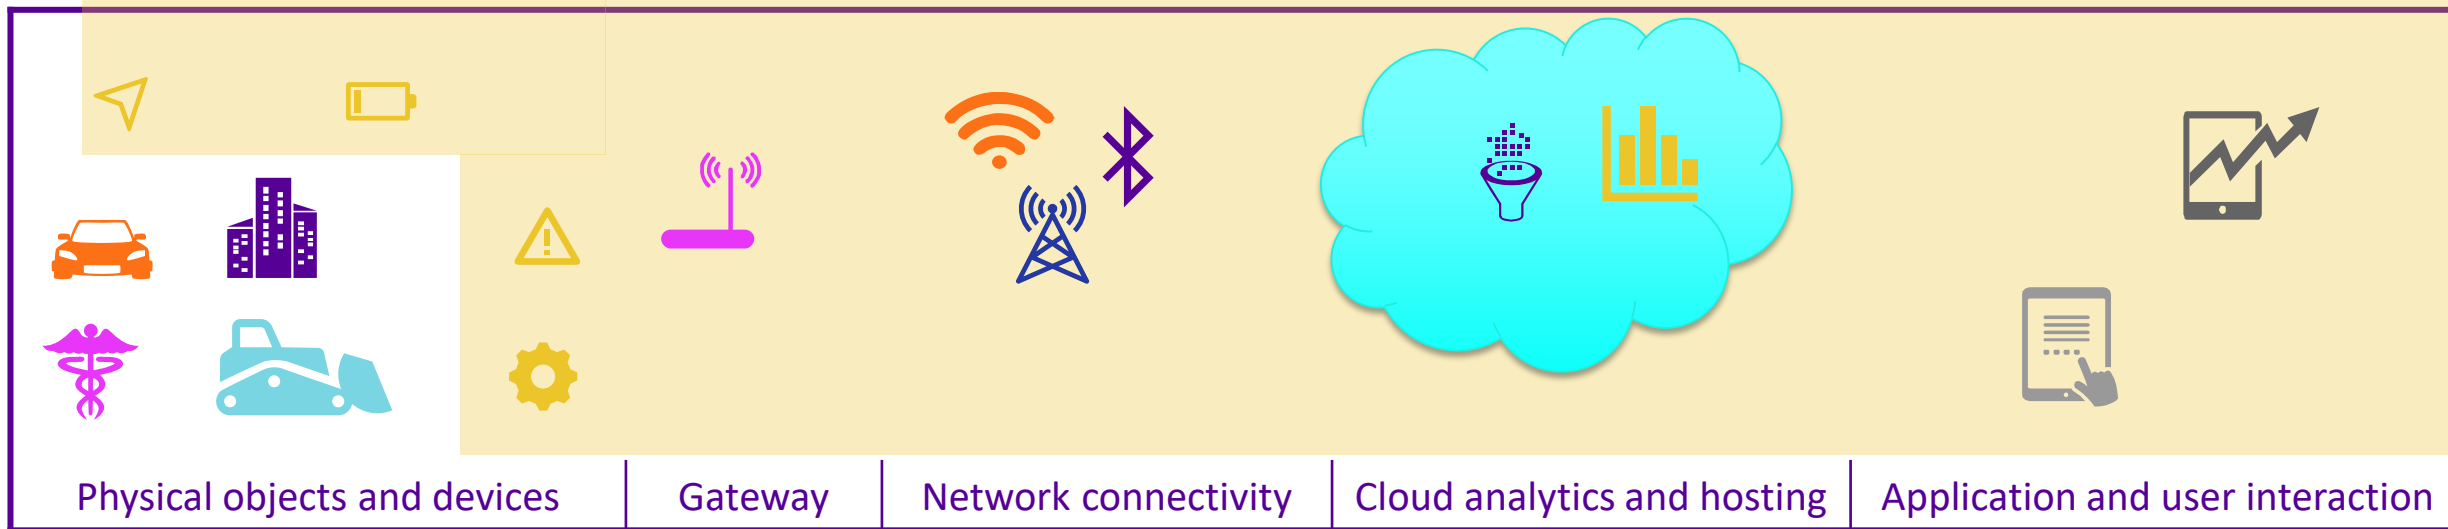 Physical objects and devices
Gateway
Network connectivity
Cloud analytics and hosting
Application and user interaction